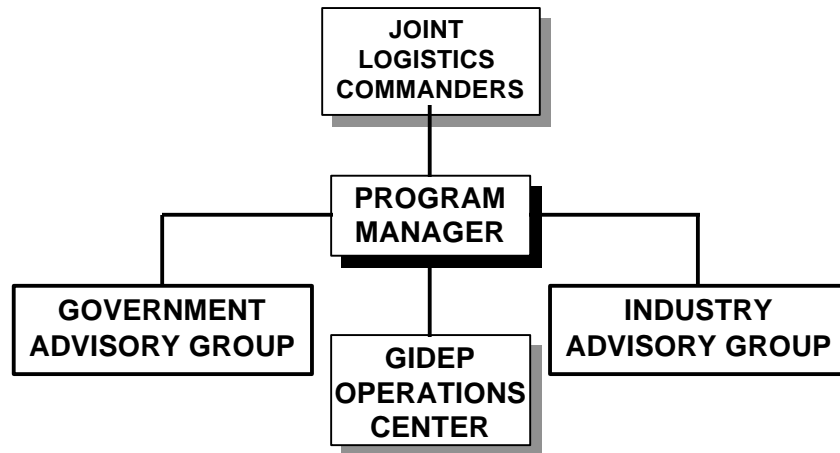 JOINT
LOGISTICS
COMMANDERS
PROGRAM
MANAGER
GOVERNMENT
ADVISORY GROUP
GIDEP
OPERATIONS
CENTER
INDUSTRY
ADVISORY GROUP